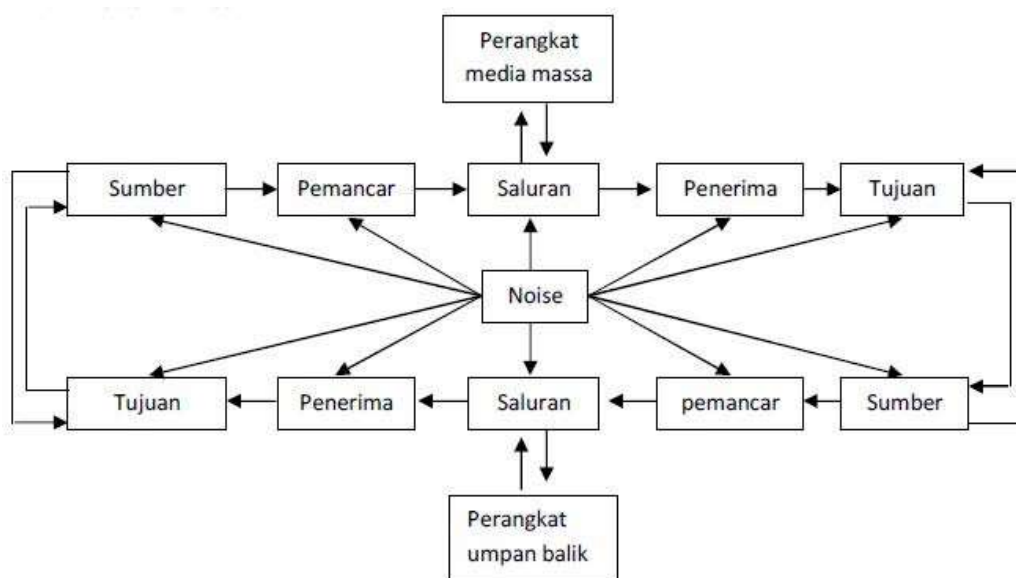 Perangkat
media massa
Sumber
Pemancar
Saluran
Penerima
Tujuan
Noise
Tujuan
Penerima
Saluran
pemancar
Sumber
Perangkat
umpan balik